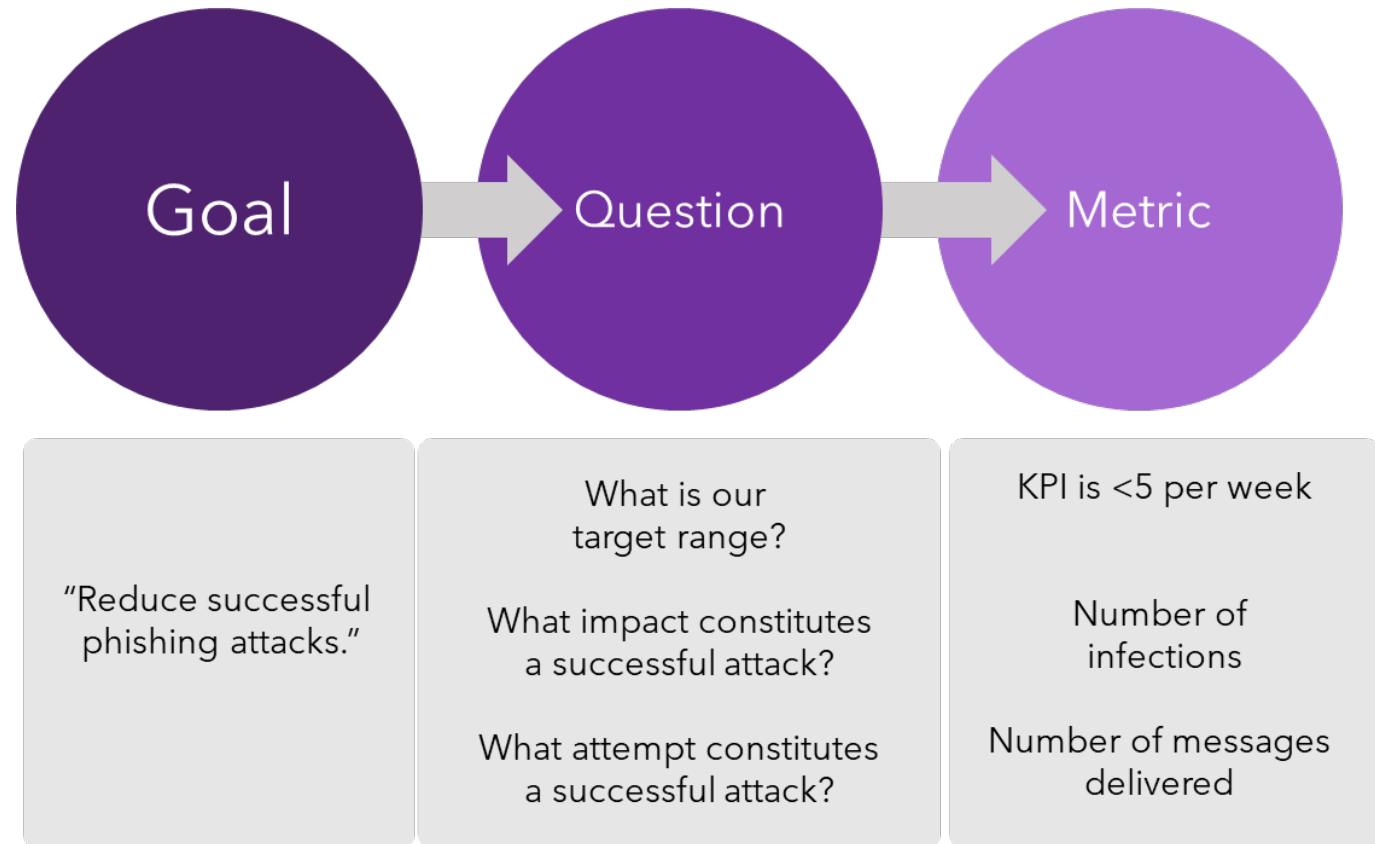 Goal
Question
Metric
“Reduce successful
phishing attacks.”
What is our
target range?
What impact constitutes
a successful attack?
What attempt constitutes
a successful attack?
KPI is <5 per week
Number of
infections
Number of messages
delivered